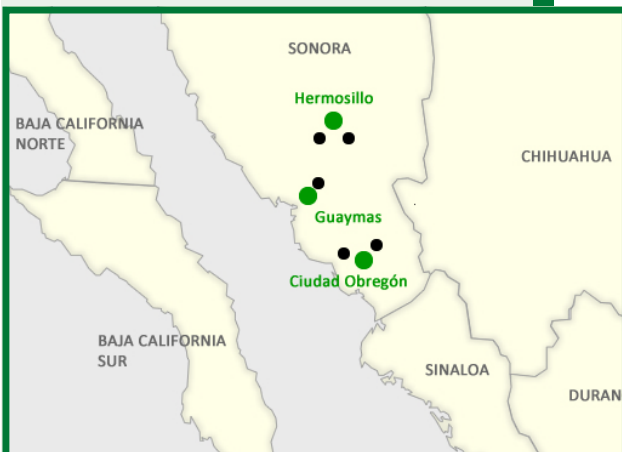 SONORA
Hermosillo
BAJA CALIFORNIA
NORTE
CHIHUAHUA
Guaymas
Ciudad Obregón
BAJA CALIFORNIA
SUR
SINALOA
DURAN